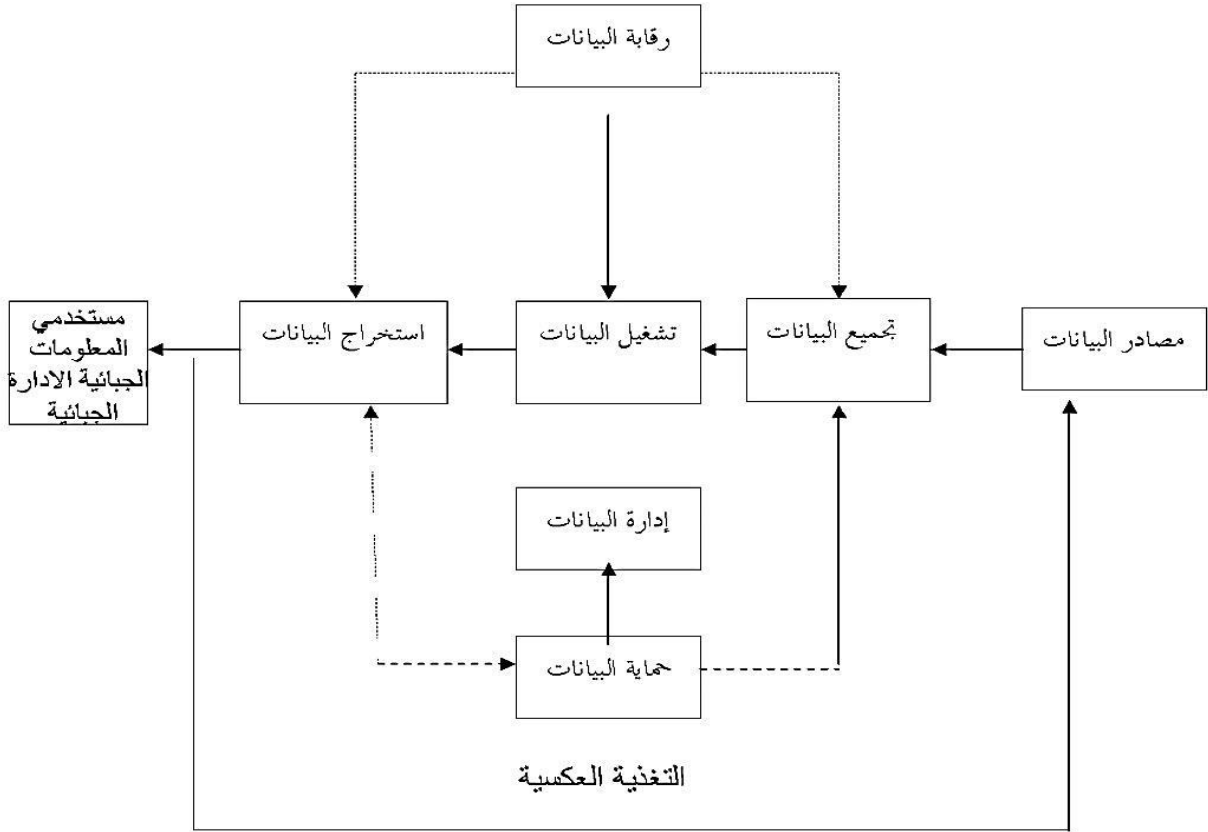 رقابة البيانات
مصادر البيانات
تجميع البيانات
تشغيل البيانات
استخراج البيانات
مستخدمي
المعلومات
الجبائية الادارة
الجبائية
إدارة البيانات
حماية البيانات
التغذية العكسية